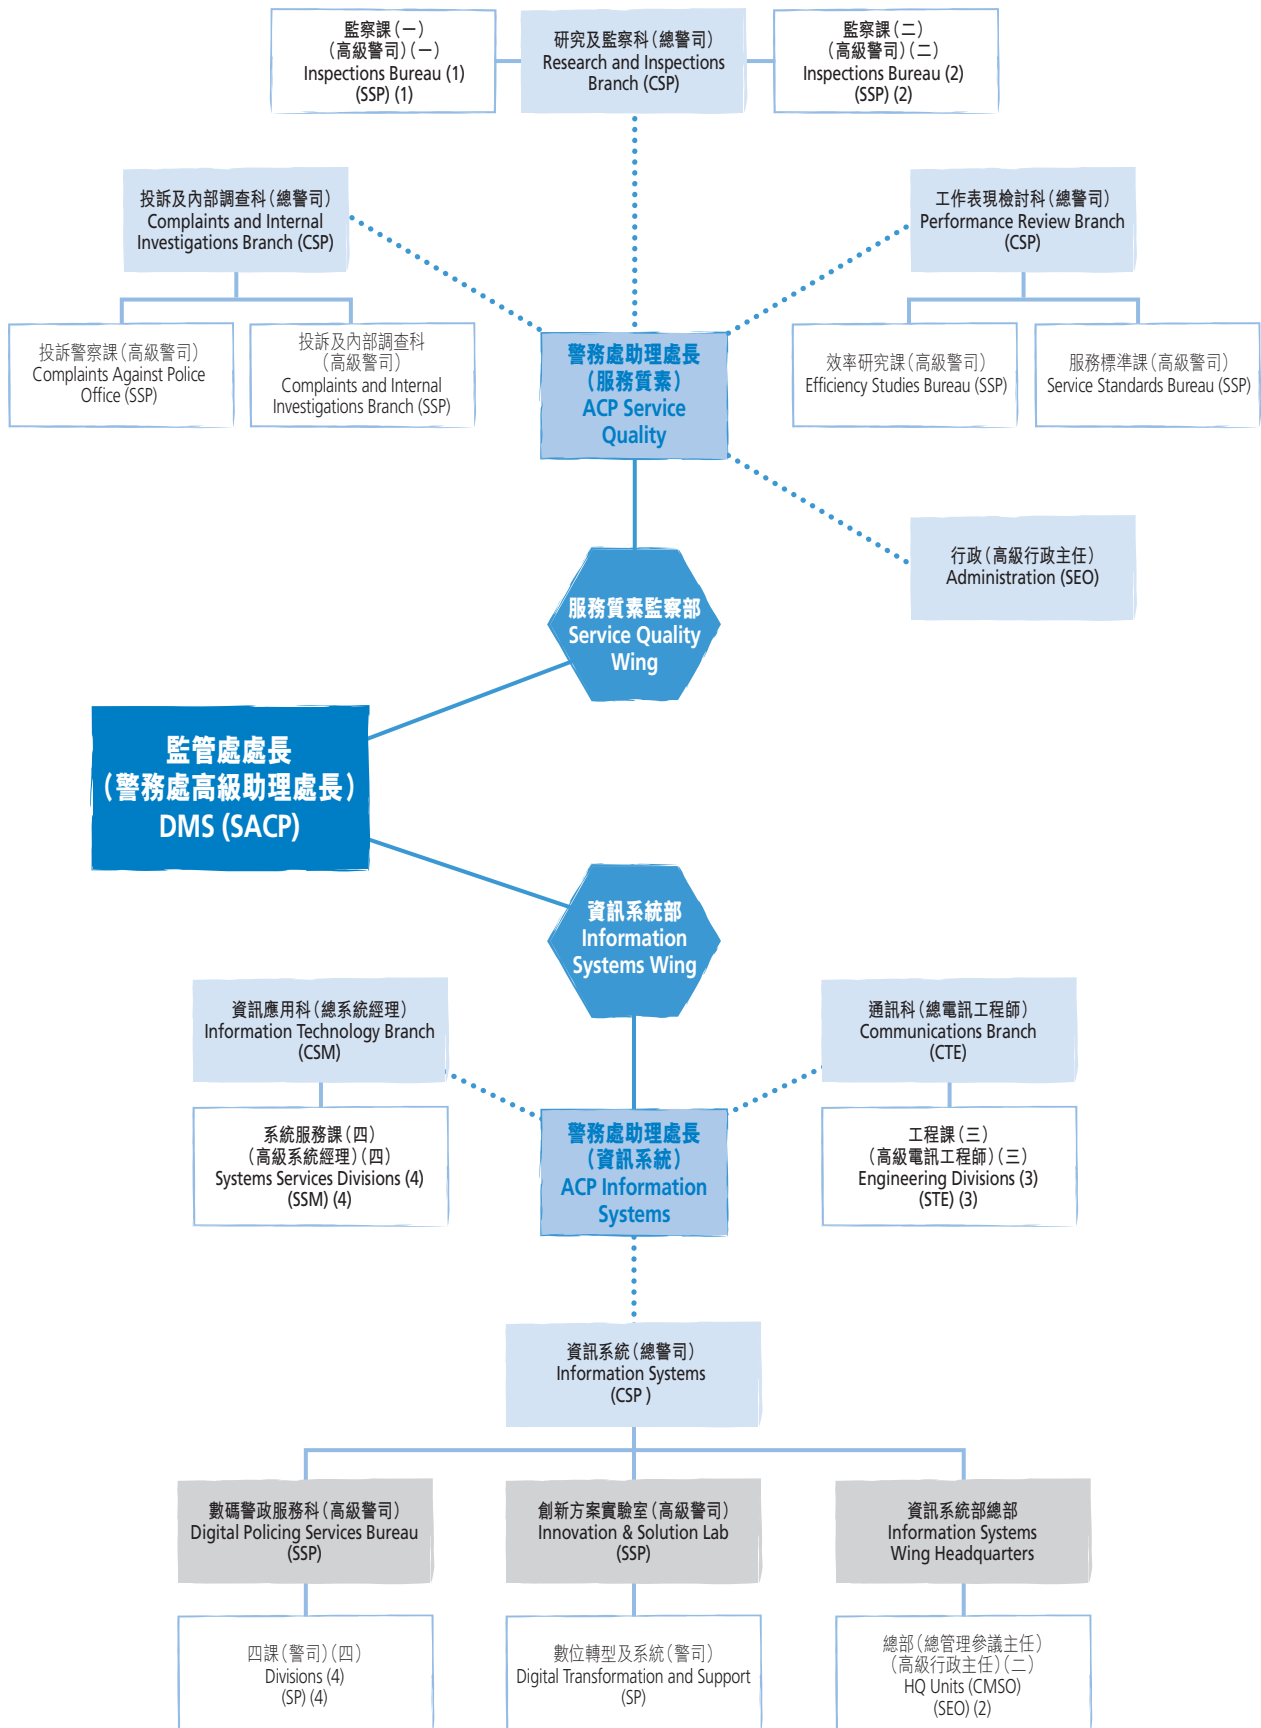 監察課（一）
（高級警司）（一）
Inspections Bureau (1)
(SSP) (1)
研究及監察科（總警司）
Research and Inspections
Branch (CSP)
監察課（二）
（高級警司）（二）
Inspections Bureau (2)
(SSP) (2)
投訴及內部調查科（總警司）
Complaints and Internal
Investigations Branch (CSP)
工作表現檢討科（總警司）
Performance Review Branch
(CSP)
投訴警察課（高級警司）
Complaints Against Police
Office (SSP)
投訴及內部調查科
（高級警司）
Complaints and Internal
Investigations Branch (SSP)
警務處助理處長
（服務質素）
ACP Service
Quality
效率研究課（高級警司）
Efficiency Studies Bureau (SSP)
服務標準課（高級警司）
Service Standards Bureau (SSP)
行政（高級行政主任）
Administration (SEO)
服務質素監察部
Service Quality
Wing
監管處處長
（警務處高級助理處長）
DMS (SACP)
資訊系統部
Information
Systems Wing
資訊應用科（總系統經理）
Information Technology Branch
(CSM)
通訊科（總電訊工程師）
Communications Branch
(CTE)
系統服務課（四）
（高級系統經理）（四）
Systems Services Divisions (4)
(SSM) (4)
警務處助理處長
（資訊系統）
ACP Information
Systems
工程課（三）
（高級電訊工程師）（三）
Engineering Divisions (3)
(STE) (3)
資訊系統（總警司）
Information Systems
(CSP )
數碼警政服務科（高級警司）
Digital Policing Services Bureau
(SSP)
創新方案實驗室（高級警司）
Innovation & Solution Lab
(SSP)
資訊系統部總部
Information Systems
Wing Headquarters
四課（警司）（四）
Divisions (4)
(SP) (4)
數位轉型及系統（警司）
Digital Transformation and Support
(SP)
總部（總管理參議主任）
（高級行政主任）（二）
HQ Units (CMSO)
(SEO) (2)